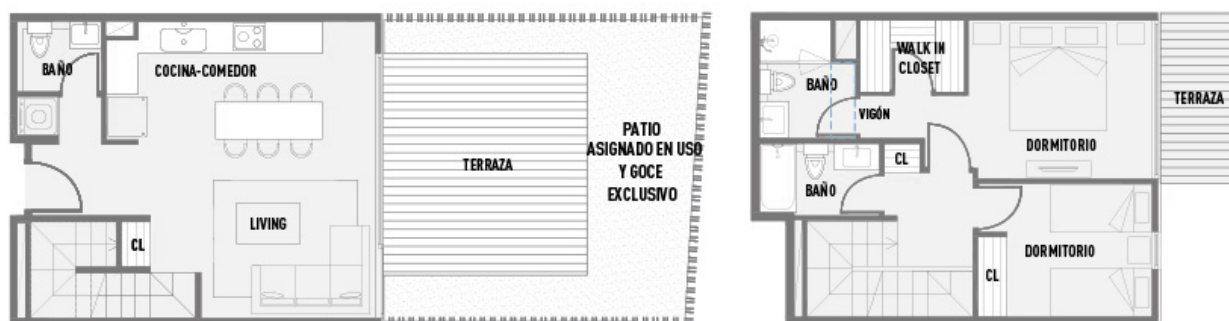 BAÑO
COCINA-COMEDOR
TERRAZA
PATIO
ASIGNADO EN USO
Y GOCE
EXCLUSIVO
LIVING
CL
WALK IN
CLOSET
BAÑO
VIGÓN
TERRAZA
DORMITORIO
CL
BAÑO
DORMITORIO
CL